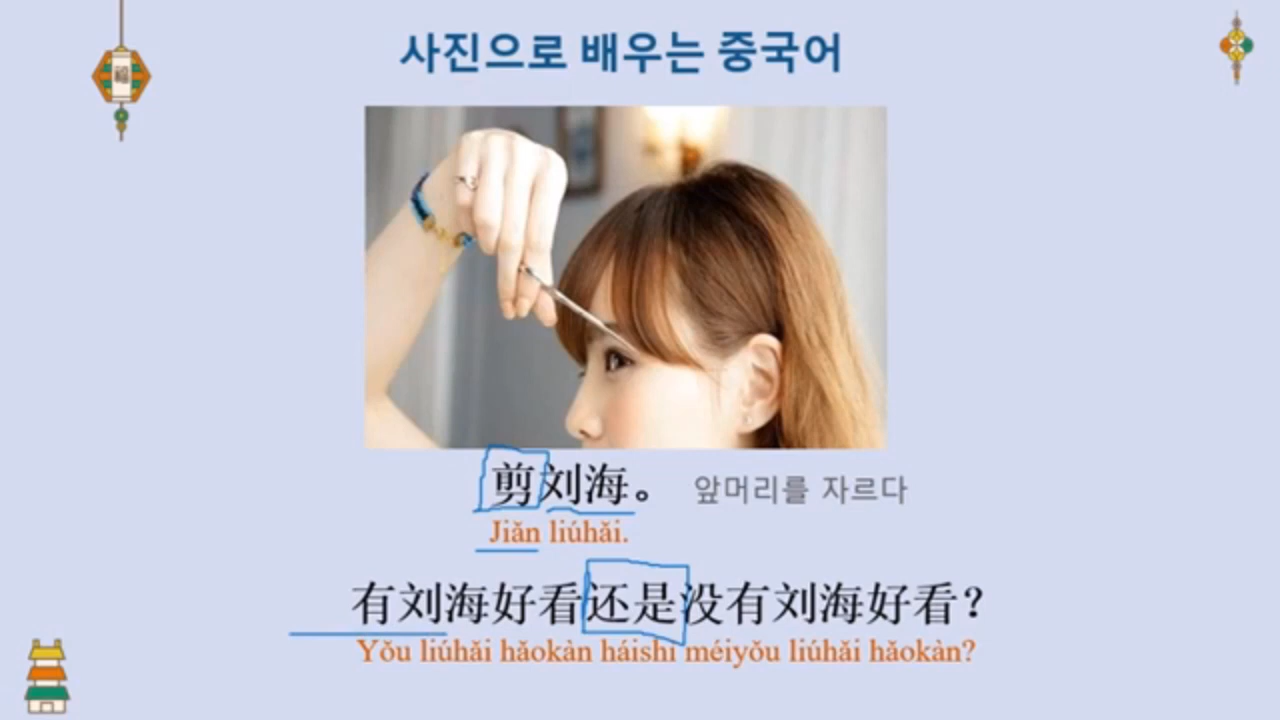 사진으로 배우는 중국어
福
剪刘海。 앞머리를 자르다
Jiǎn liúhǎi.
有刘海好看还是没有刘海好看？
Yǒu liúhǎi hǎokàn háishì méiyǒu liúhǎi hǎokàn?